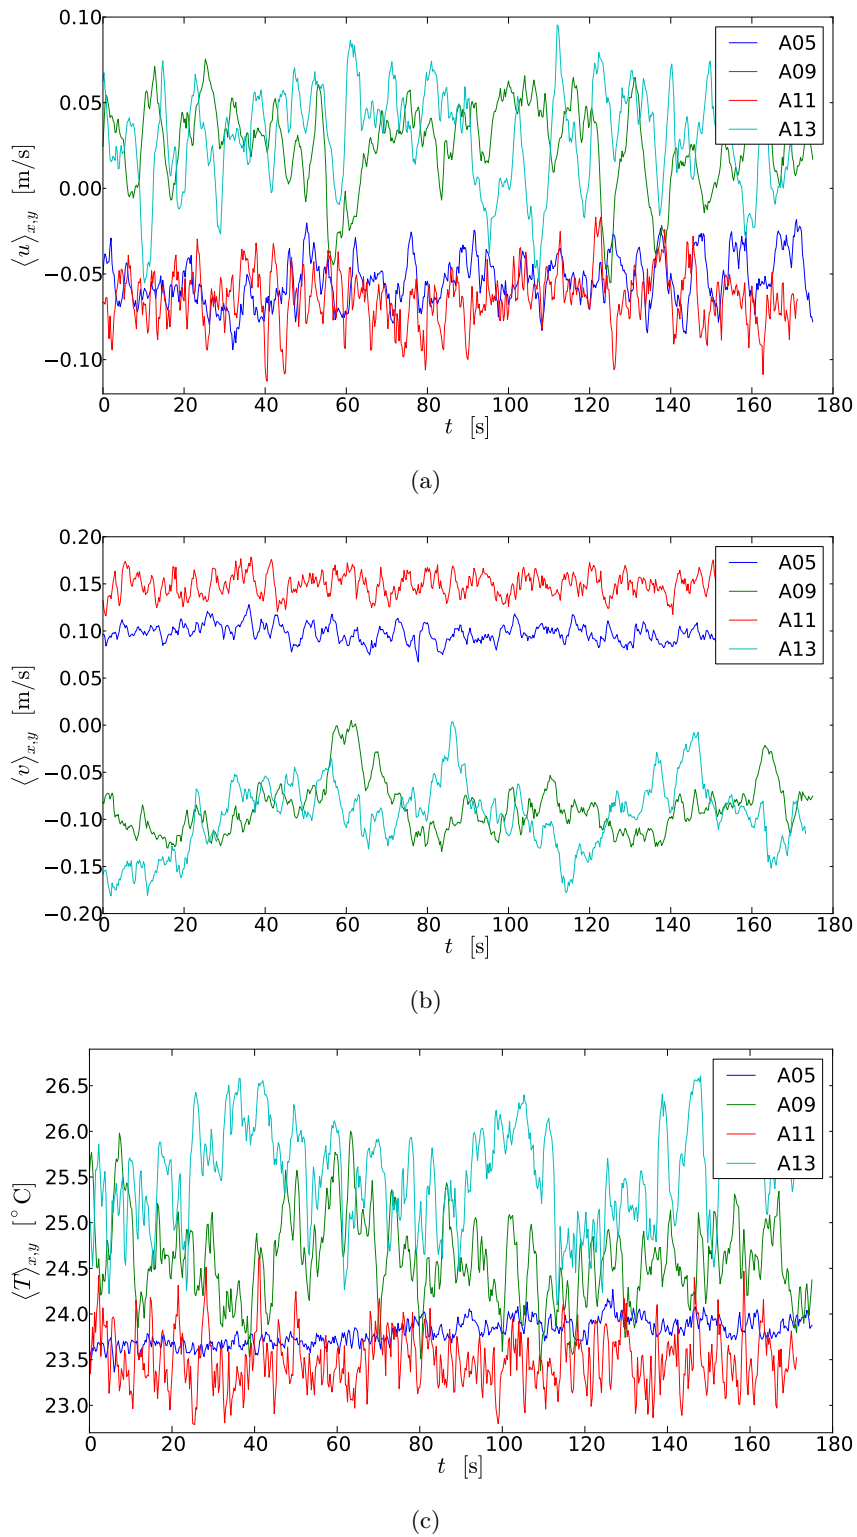 0.10
0.05
0.00
−0.05
−0.10
⟨u⟩x,y [m/s]
A05
A09
A11
A13
0 20 40 60 80 100 120 140 160 180
t [s]
(a)
0.20
0.15
0.10
0.05
0.00
−0.05
−0.10
−0.15
−0.20
⟨v⟩x,y [m/s]
A05
A09
A11
A13
0 20 40 60 80 100 120 140 160 180
t [s]
(b)
26.5
26.0
25.5
25.0
24.5
24.0
23.5
23.0
⟨T⟩x,y [°C]
A05
A09
A11
A13
0 20 40 60 80 100 120 140 160 180
t [s]
(c)